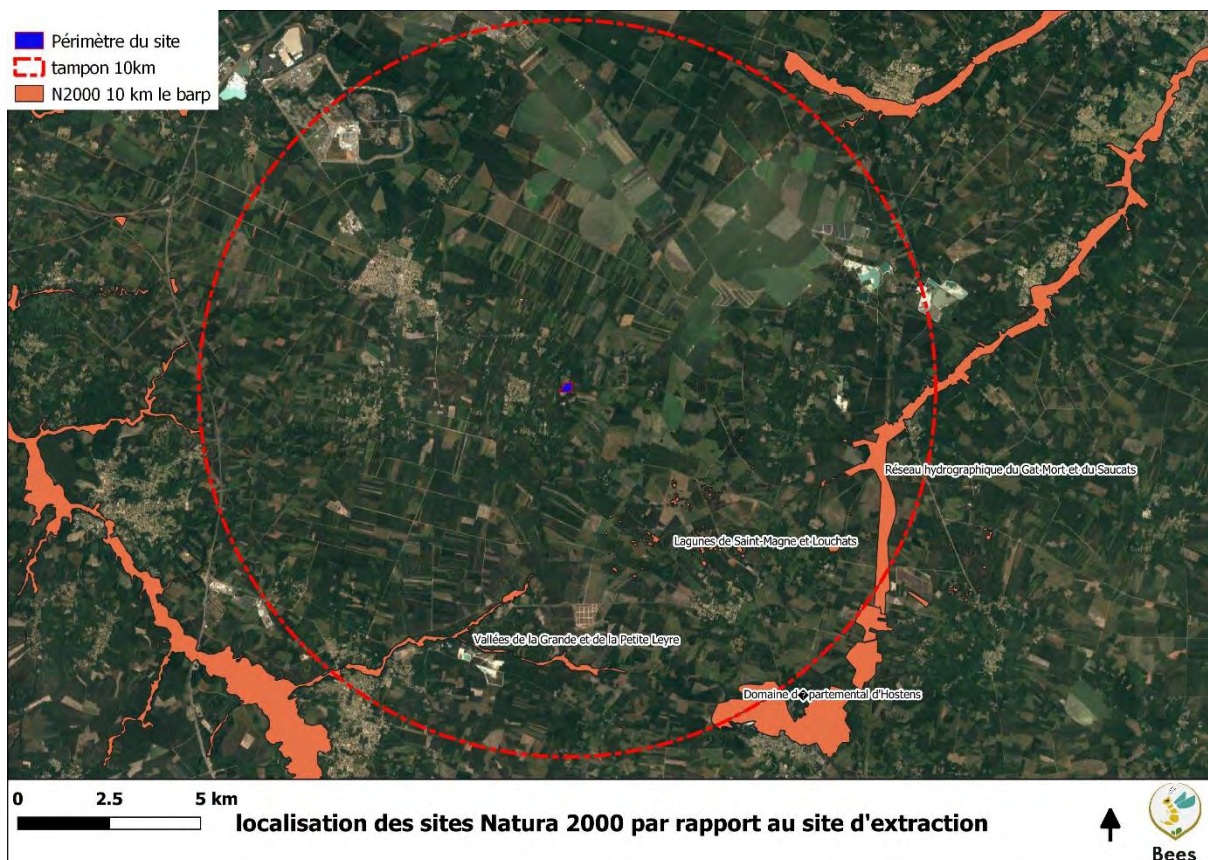 Périmètre du site
tampon 10km
N2000 10 km le barp
Réseau hydrographique du Gat-Mort et du Saucats
Lagunes de Saint-Magne et Louchats
Vallées de la Grande et de la Petite Leyre
Domaine d�partemental d'Hostens
0 2.5 5 km
localisation des sites Natura 2000 par rapport au site d'extraction
Bees